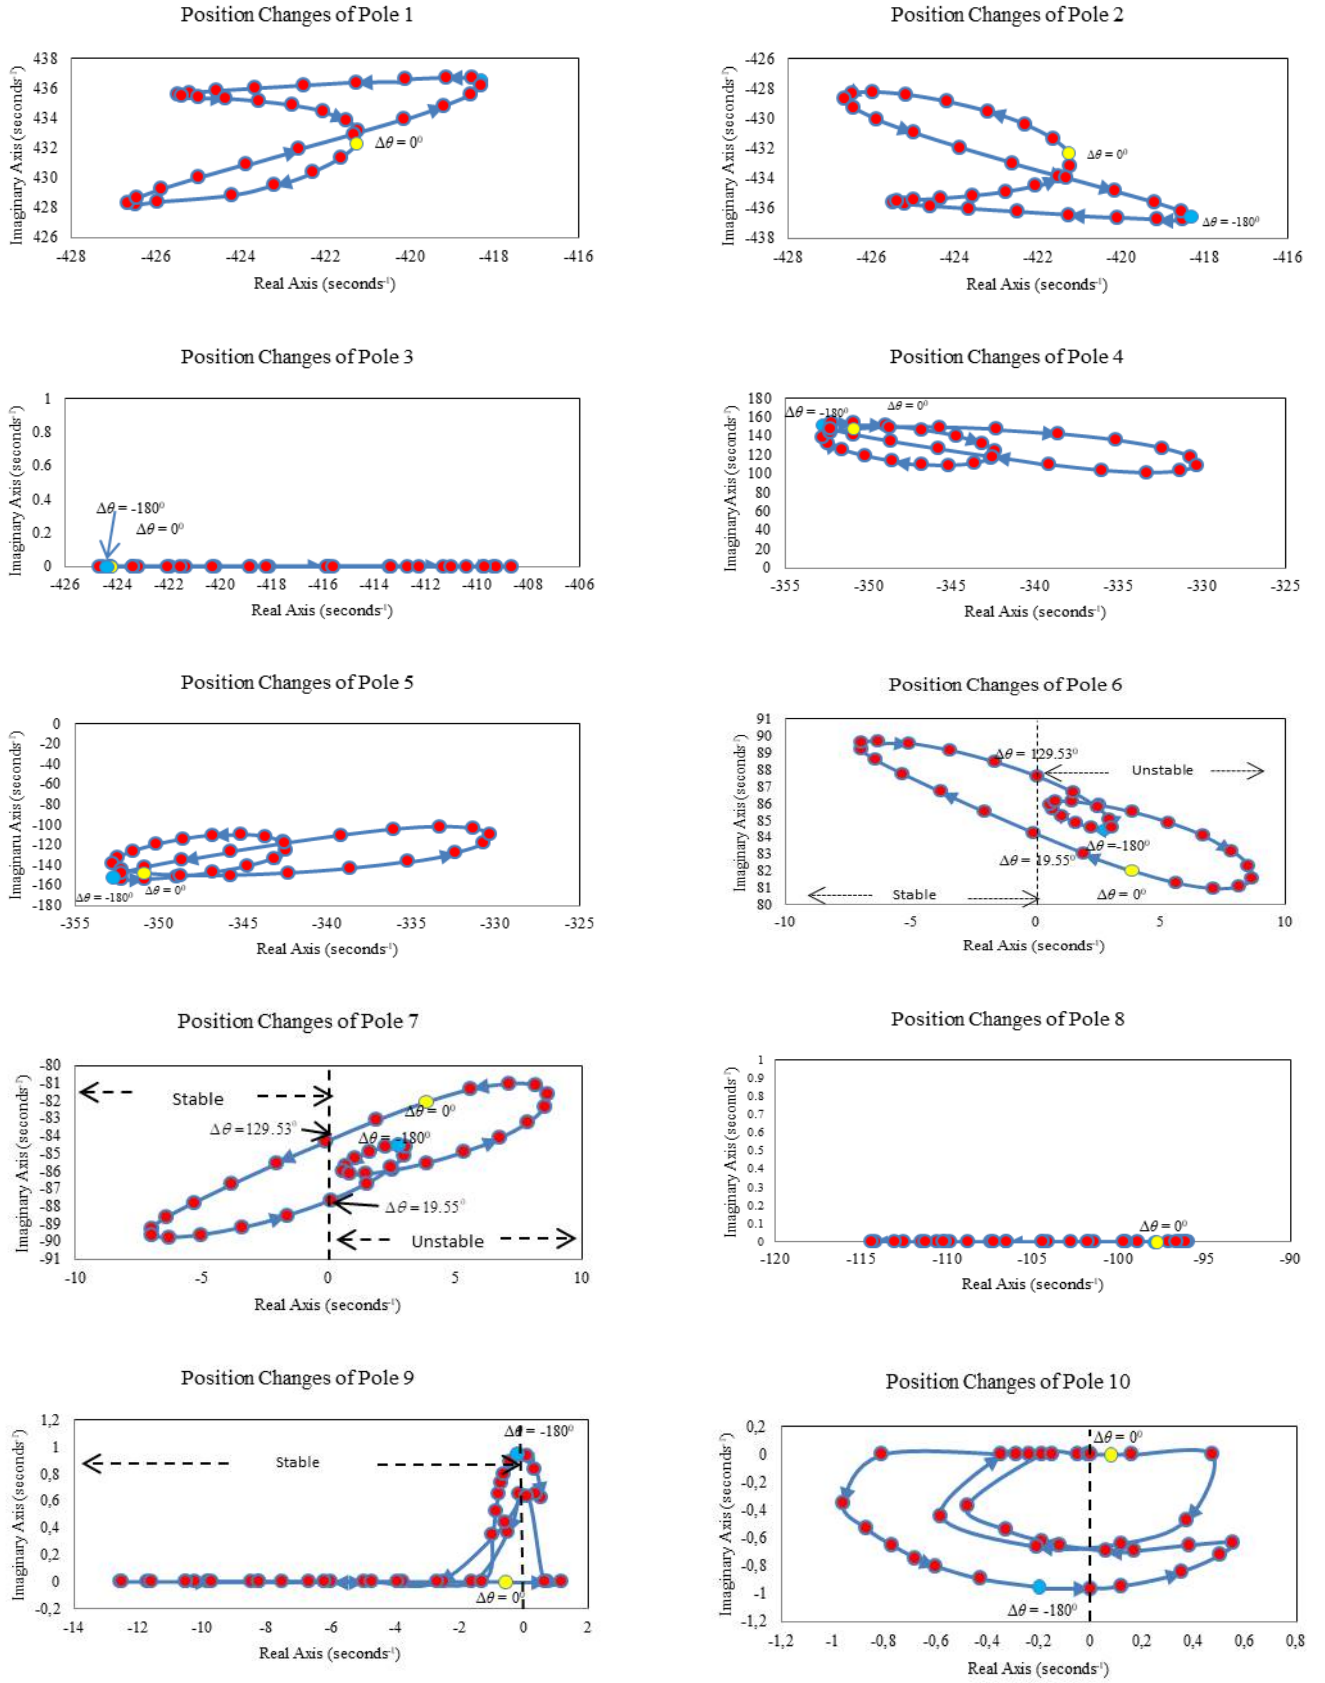 Position Changes of Pole 1
438
436
434
432
430
428
426
-428
-426
-424
-422
-420
-418
-416
Δθ = 0⁰
Imaginary Axis (seconds⁻¹)
Real Axis (seconds⁻¹)
Position Changes of Pole 2
-426
-428
-430
-432
-434
-436
-438
-428
-426
-424
-422
-420
-418
-416
Δθ = 0⁰
Δθ = -180⁰
Imaginary Axis (seconds⁻¹)
Real Axis (seconds⁻¹)
Position Changes of Pole 3
1
0.8
0.6
0.4
0.2
0
-426
-424
-422
-420
-418
-416
-414
-412
-410
-408
-406
Δθ = -180⁰
Δθ = 0⁰
Imaginary Axis (seconds⁻¹)
Real Axis (seconds⁻¹)
Position Changes of Pole 4
180
160
140
120
100
80
60
40
20
0
-355
-350
-345
-340
-335
-330
-325
Δθ = -180⁰
Δθ = 0⁰
Imaginary Axis (seconds⁻¹)
Real Axis (seconds⁻¹)
Position Changes of Pole 5
0
-20
-40
-60
-80
-100
-120
-140
-160
-180
-355
-350
-345
-340
-335
-330
-325
Δθ = -180⁰
Δθ = 0⁰
Imaginaru Axis (seconds⁻¹)
Real Axis (seconds⁻¹)
Position Changes of Pole 6
91
90
89
88
87
86
85
84
83
82
81
80
-10
-5
0
5
10
Δθ = 129.53⁰
Unstable
Δθ = -180⁰
Δθ = 19.55⁰
Stable
Δθ = 0⁰
Imaginary Axis (seconds⁻¹)
Real Axis (seconds⁻¹)
Position Changes of Pole 7
-80
-81
-82
-83
-84
-85
-86
-87
-88
-89
-90
-91
-10
-5
0
5
10
Stable
Δθ = 0⁰
Δθ =129.53⁰
Δθ = -180⁰
Δθ = 19.55⁰
Unstable
Imaginary Axis (seconds⁻¹)
Real Axis (seconds⁻¹)
Position Changes of Pole 8
1
0.9
0.8
0.7
0.6
0.5
0.4
0.3
0.2
0.1
0
-120
-115
-110
-105
-100
-95
-90
Δθ = 0⁰
Imaginary Axis (seconds⁻¹)
Real Axis (seconds⁻¹)
Position Changes of Pole 9
1,2
1
0,8
0,6
0,4
0,2
0
-0,2
-14
-12
-10
-8
-6
-4
-2
0
2
Δθ = -180⁰
Stable
Δθ = 0⁰
Imaginary Axis (seconds⁻¹)
Real Axis (seconds⁻¹)
Position Changes of Pole 10
0,2
0
-0,2
-0,4
-0,6
-0,8
-1
-1,2
-1,2
-1
-0,8
-0,6
-0,4
-0,2
0
0,2
0,4
0,6
0,8
Δθ = 0⁰
Δθ = -180⁰
Imaginary Axis (seconds⁻¹)
Real Axis (seconds⁻¹)